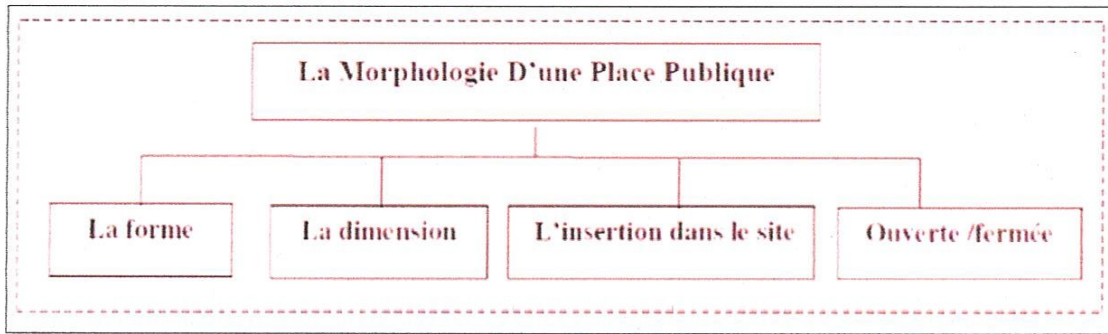 La Morphologie D'une Place Publique
La forme
La dimension
L'insertion dans le site
Ouverte /fermée